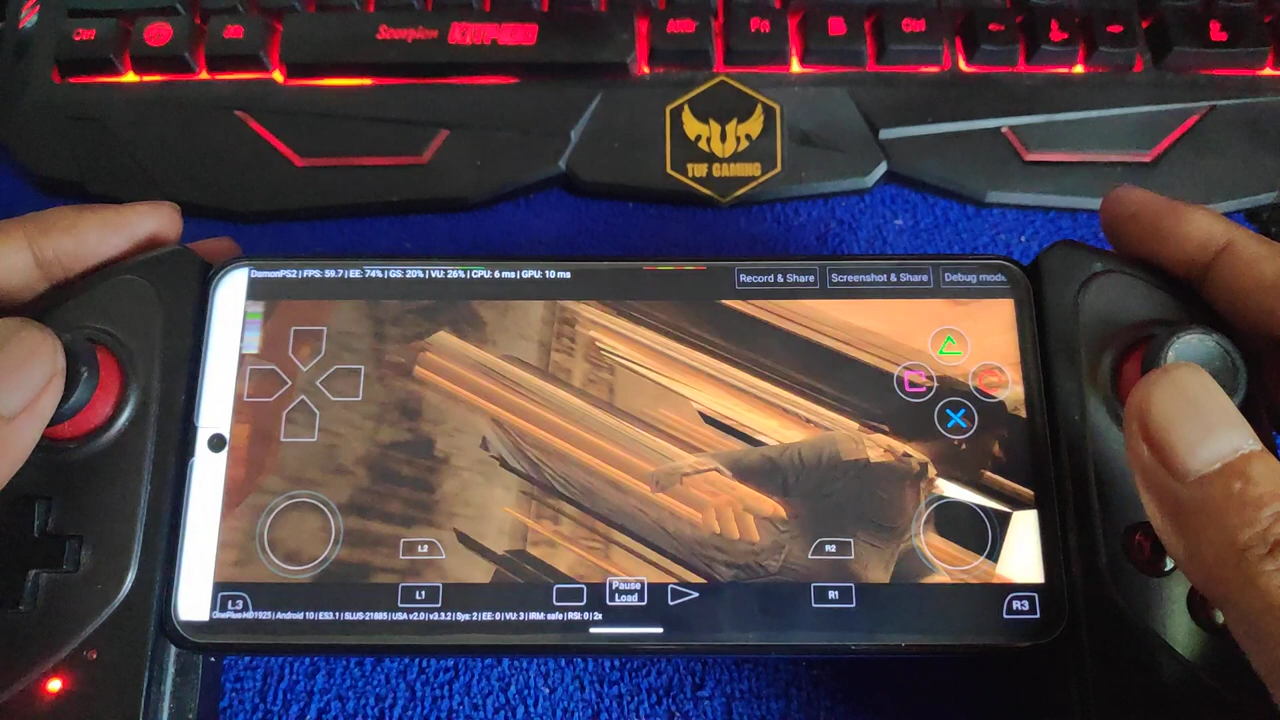 Ctrl
Alt
Scorpion
Fn
Ctrl
TUF GAMING
DamonPS2 | FPS: 59.7 | EE: 74% | GS: 20% | VU: 26% | CPU: 6 ms | GPU: 10 ms
Record & Share
Screenshot & Share
Debug mode
L2
R2
L1
Pause
Load
R1
L3
R3
OnePlus-HD1925 | Android 10 | ES3.1 | SLUS-21885 | USA v2.0 | v3.3.2 | Sys: 2 | EE: 0 | VU: 3 | IRM: safe | RSI: 0 | 2x